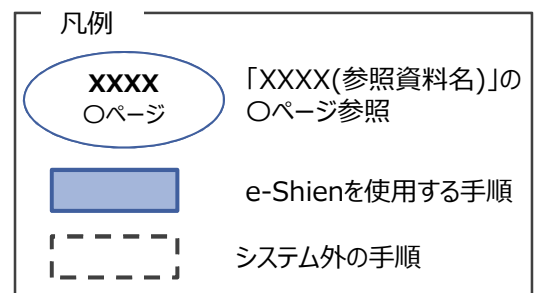 凡例
XXXX
〇ページ
「XXXX(参照資料名)」の
〇ページ参照
e-Shienを使用する手順
システム外の手順